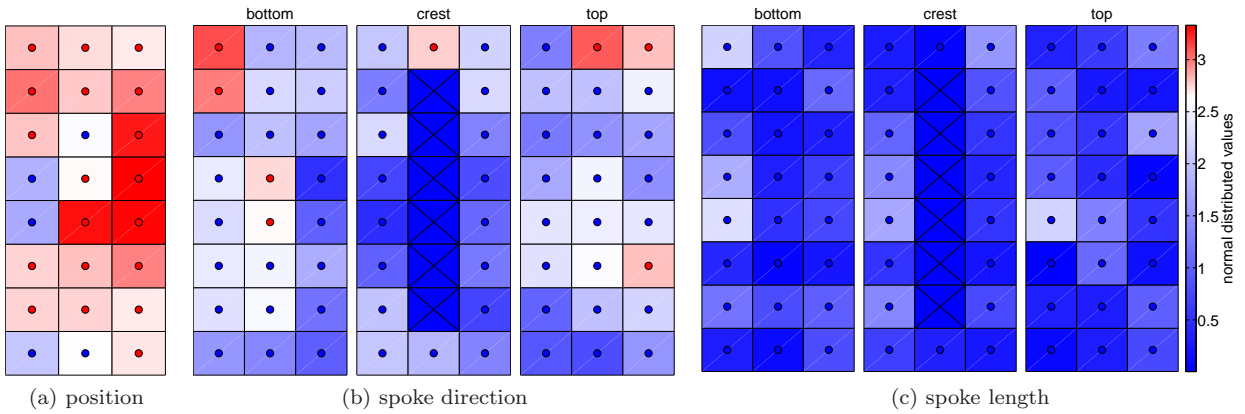 bottom crest top
bottom crest top
3
2.5
2
1.5
1
0.5
normal distributed values
(a) position
(b) spoke direction
(c) spoke length